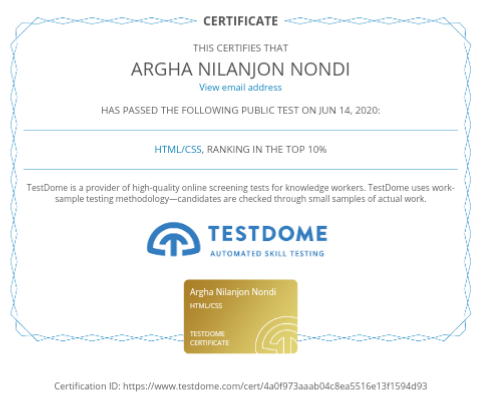 CERTIFICATE
THIS CERTIFIES THAT
ARGHA NILANJON NONDI
View email address
HAS PASSED THE FOLLOWING PUBLIC TEST ON JUN 14, 2020:
HTML/CSS, RANKING IN THE TOP 10%
TestDome is a provider of high-quality online screening tests for knowledge workers. TestDome uses work-
sample testing methodology—candidates are checked through small samples of actual work.
TESTDOME
AUTOMATED SKILL TESTING
Argha Nilanjon Nondi
HTML/CSS
TESTDOME
CERTIFICATE
Certification ID: https://www.testdome.com/cert/4a0f973aaab04c8ea5516e13f1594d93